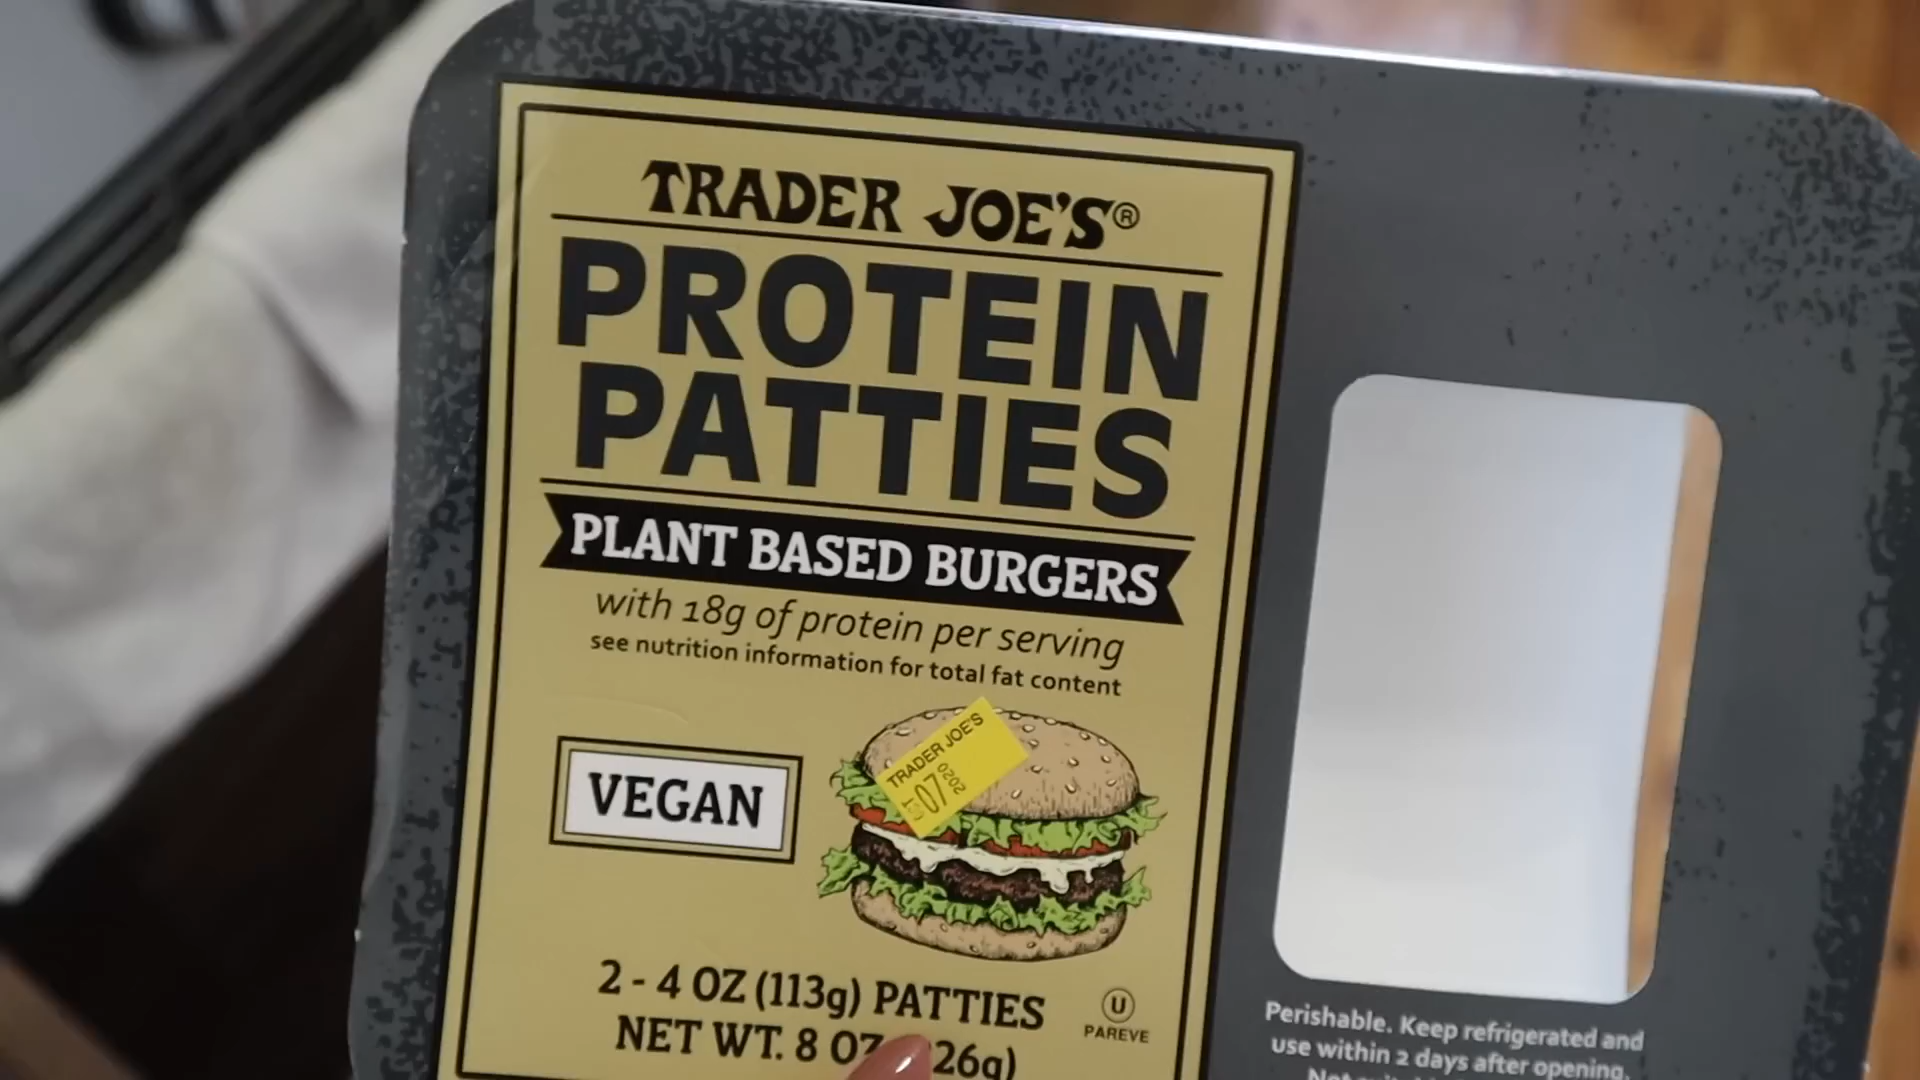 TRADER JOE'S®
PROTEIN
PATTIES
PLANT BASED BURGERS
with 18g of protein per serving
see nutrition information for total fat content
VEGAN
TRADER JOE'S
07 2020
2 - 4 OZ (113g) PATTIES
NET WT. 8 OZ 26g)
U
PAREVE
Perishable. Keep refrigerated and
use within 2 days after opening.